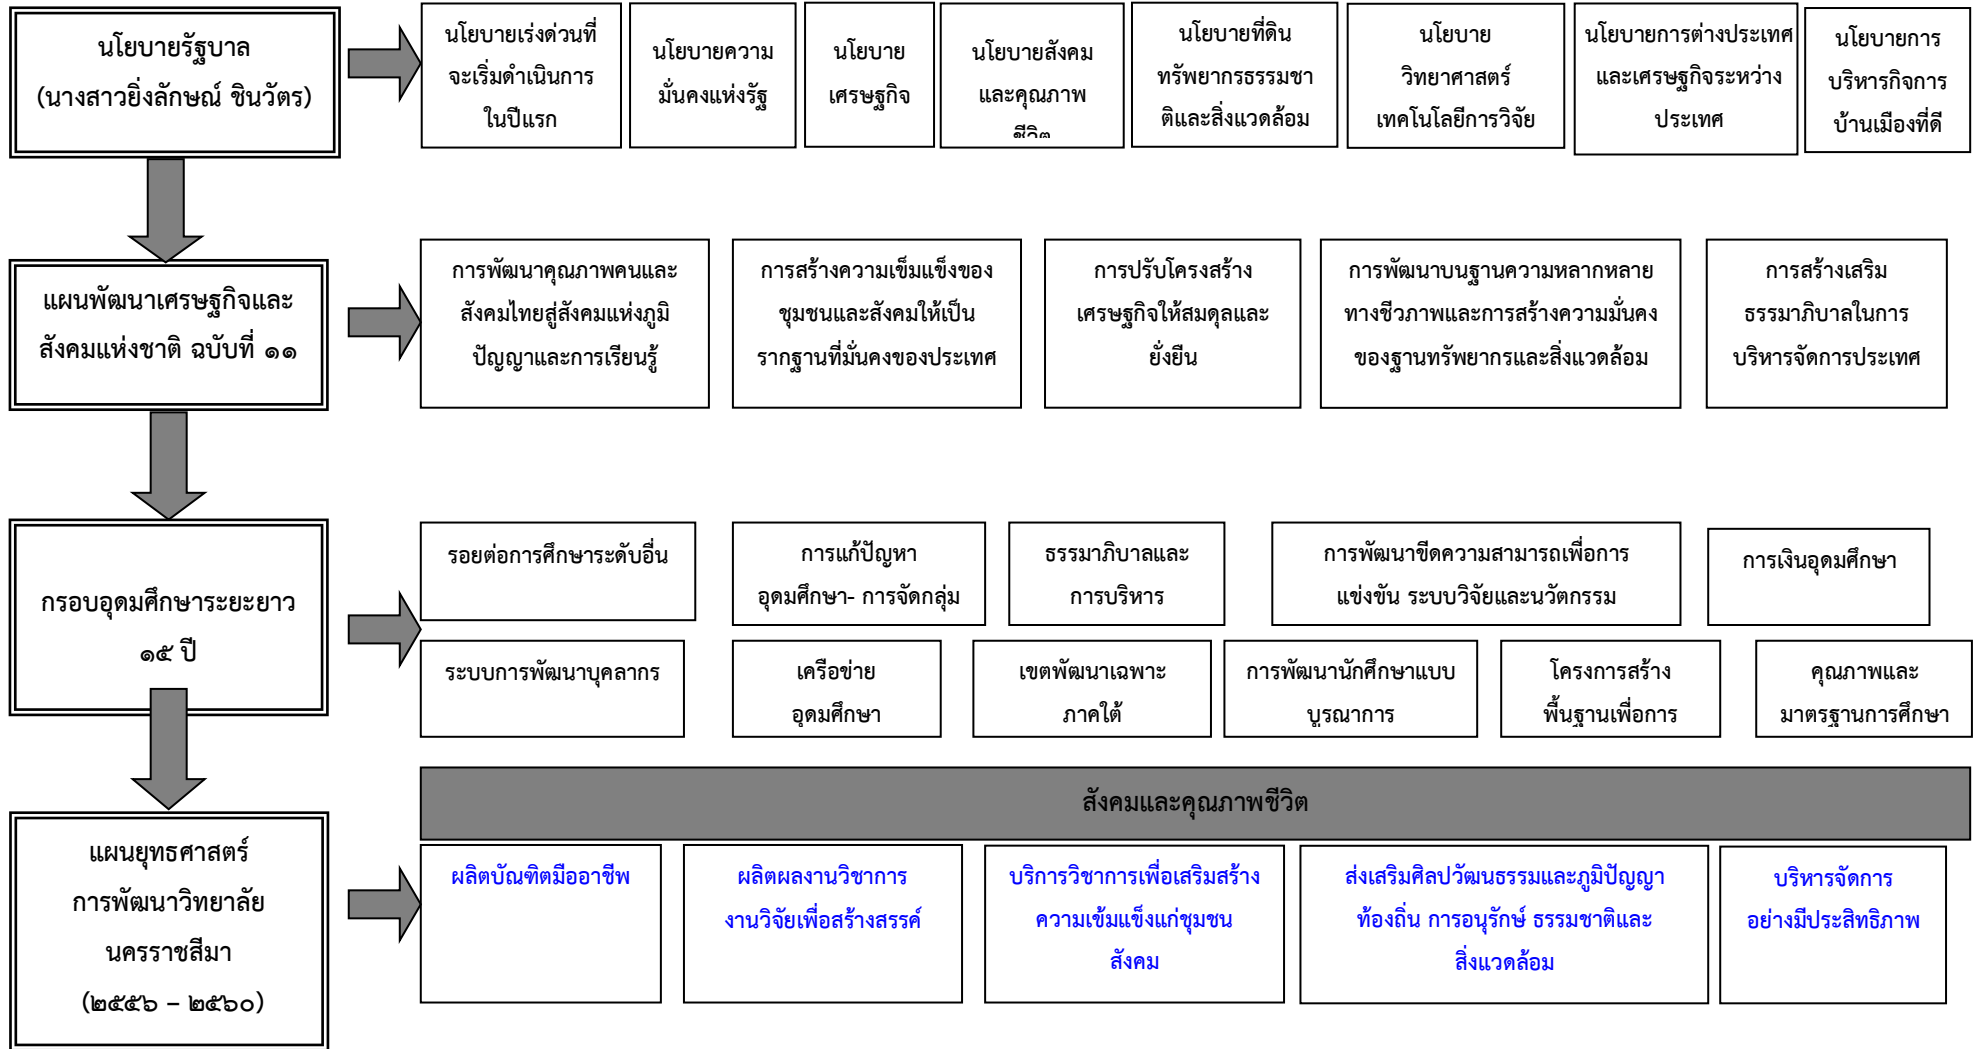 นโยบายรัฐบาล
(นางสาวยิ่งลักษณ์ ชินวัตร)
นโยบายเร่งด่วนที่
จะเริ่มดำเนินการ
ในปีแรก
นโยบายความ
มั่นคงแห่งรัฐ
นโยบาย
เศรษฐกิจ
นโยบายสังคม
และคุณภาพ
ชีวิต
นโยบายที่ดิน
ทรัพยากรธรรมชา
ติและสิ่งแวดล้อม
นโยบาย
วิทยาศาสตร์
เทคโนโลยีการวิจัย
นโยบายการต่างประเทศ
และเศรษฐกิจระหว่าง
ประเทศ
นโยบายการ
บริหารกิจการ
บ้านเมืองที่ดี
แผนพัฒนาเศรษฐกิจและ
สังคมแห่งชาติ ฉบับที่ ๑๑
การพัฒนาคุณภาพคนและ
สังคมไทยสู่สังคมแห่งภูมิ
ปัญญาและการเรียนรู้
การสร้างความเข็มแข็งของ
ชุมชนและสังคมให้เป็น
รากฐานที่มั่นคงของประเทศ
การปรับโครงสร้าง
เศรษฐกิจให้สมดุลและ
ยั่งยืน
การพัฒนาบนฐานความหลากหลาย
ทางชีวภาพและการสร้างความมั่นคง
ของฐานทรัพยากรและสิ่งแวดล้อม
การสร้างเสริม
ธรรมาภิบาลในการ
บริหารจัดการประเทศ
กรอบอุดมศึกษาระยะยาว
๑๕ ปี
รอยต่อการศึกษาระดับอื่น
การแก้ปัญหา
อุดมศึกษา- การจัดกลุ่ม
ธรรมาภิบาลและ
การบริหาร
การพัฒนาขีดความสามารถเพื่อการ
แข่งขัน ระบบวิจัยและนวัตกรรม
การเงินอุดมศึกษา
ระบบการพัฒนาบุคลากร
เครือข่าย
อุดมศึกษา
เขตพัฒนาเฉพาะ
ภาคใต้
การพัฒนานักศึกษาแบบ
บูรณาการ
โครงการสร้าง
พื้นฐานเพื่อการ
คุณภาพและ
มาตรฐานการศึกษา
สังคมและคุณภาพชีวิต
แผนยุทธศาสตร์
การพัฒนาวิทยาลัย
นครราชสีมา
(๒๕๕๖ – ๒๕๖๐)
ผลิตบัณฑิตมืออาชีพ
ผลิตผลงานวิชาการ
งานวิจัยเพื่อสร้างสรรค์
บริการวิชาการเพื่อเสริมสร้าง
ความเข้มแข็งแก่ชุมชน
สังคม
ส่งเสริมศิลปวัฒนธรรมและภูมิปัญญา
ท้องถิ่น การอนุรักษ์ ธรรมชาติและ
สิ่งแวดล้อม
บริหารจัดการ
อย่างมีประสิทธิภาพ